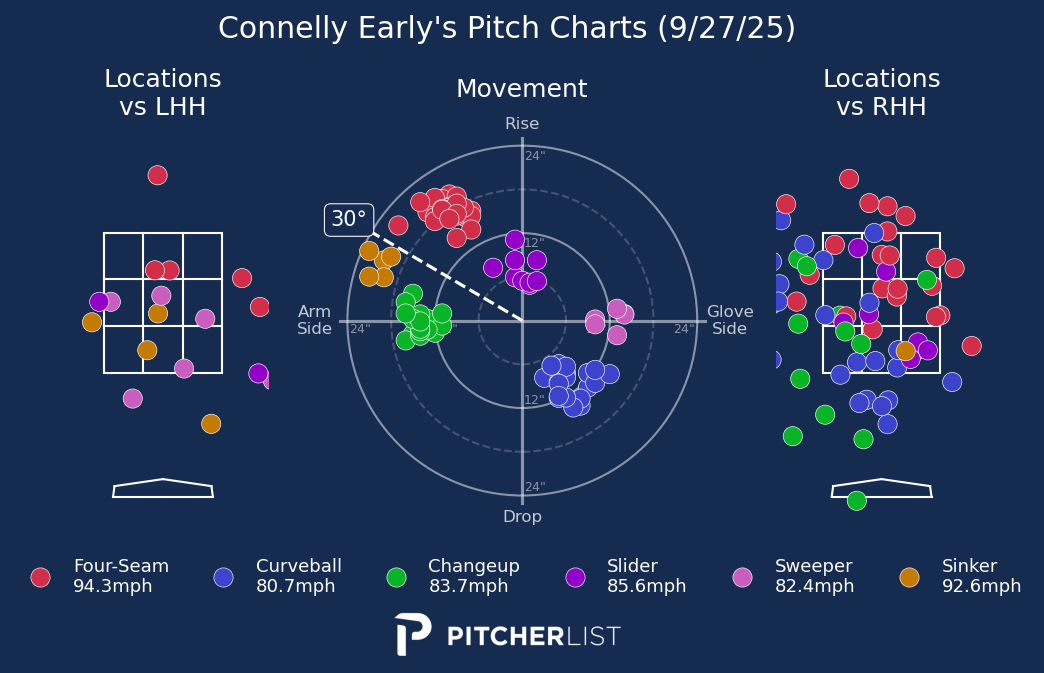 Connelly Early's Pitch Charts (9/27/25)
Locations
vs LHH
Movement
Locations
vs RHH
Rise
24"
30°
12"
Arm
Side
24"
24"
Glove
Side
12"
24"
Drop
Four-Seam
94.3mph
Curveball
80.7mph
Changeup
83.7mph
Slider
85.6mph
Sweeper
82.4mph
Sinker
92.6mph
PITCHERLIST